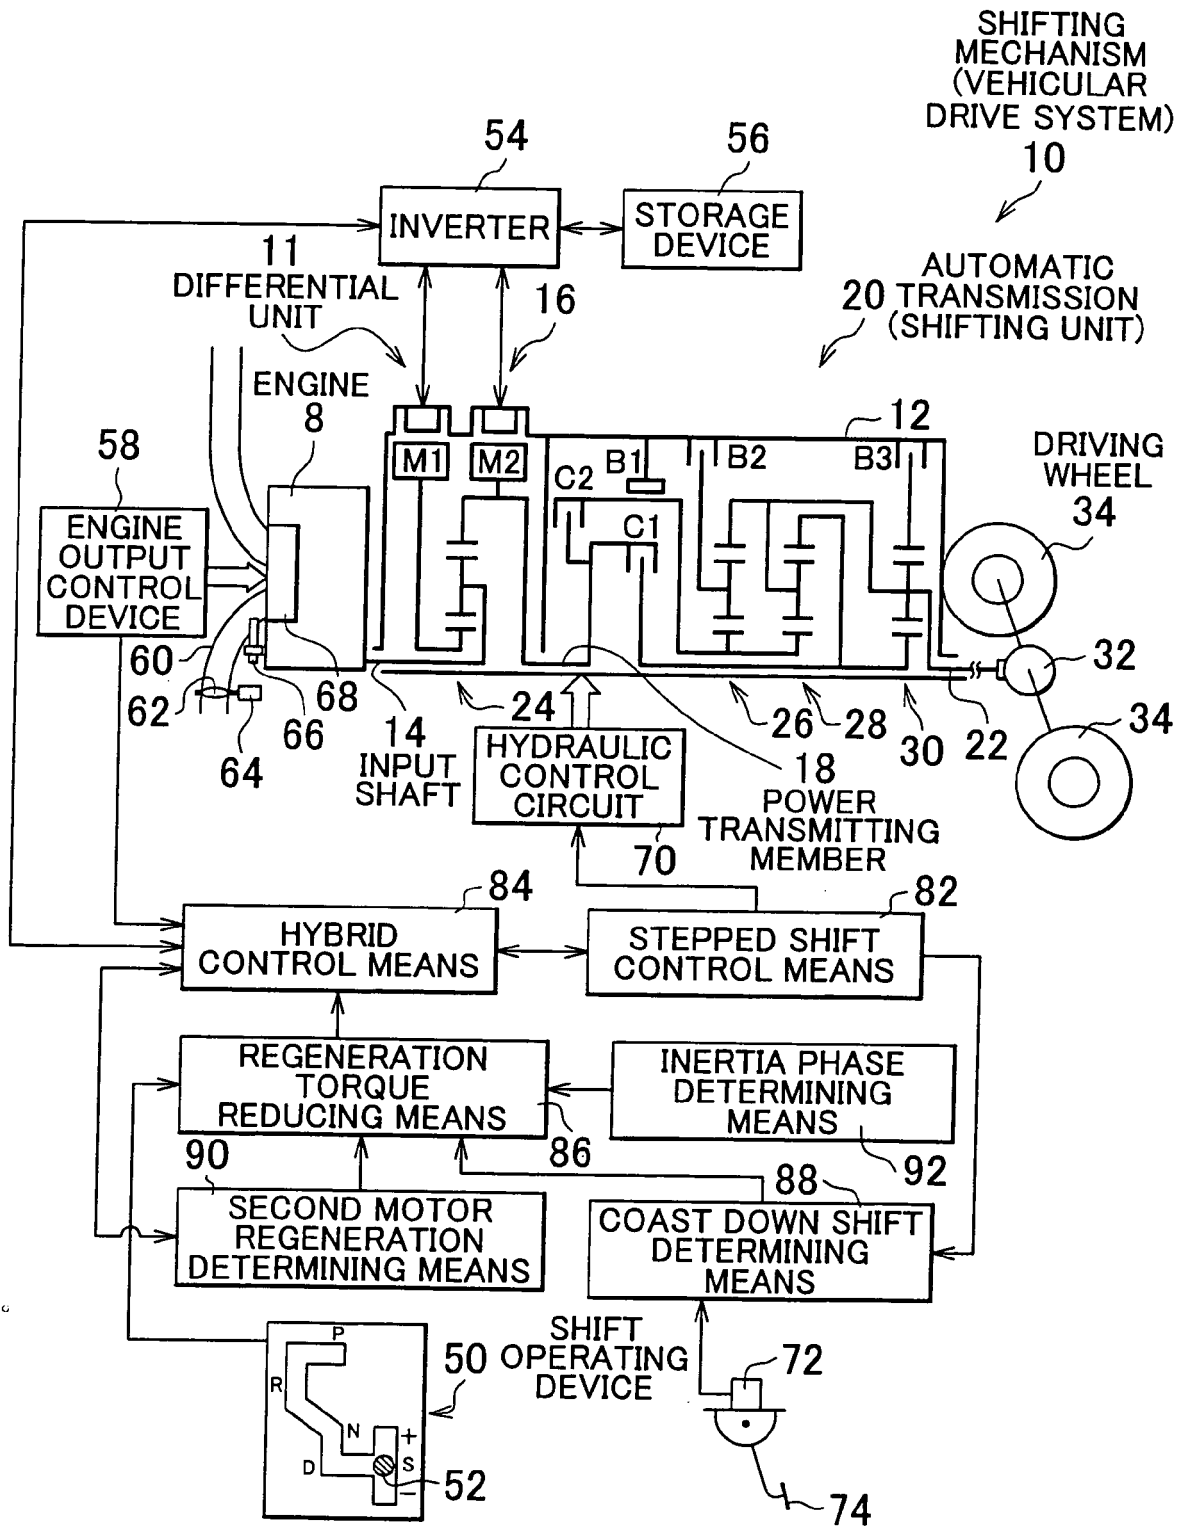 SHIFTING
MECHANISM
(VEHICULAR
DRIVE SYSTEM)
10
54
56
INVERTER
STORAGE
DEVICE
11
DIFFERENTIAL
UNIT
16
AUTOMATIC
20 TRANSMISSION
(SHIFTING UNIT)
ENGINE
8
12
58
M1
M2
C2
B1
B2
B3
C1
DRIVING
WHEEL
34
ENGINE
OUTPUT
CONTROL
DEVICE
60
62
64
66
68
14
INPUT
SHAFT
24
26
28
30
22
32
34
HYDRAULIC
CONTROL
CIRCUIT
70
18
POWER
TRANSMITTING
MEMBER
84
82
HYBRID
CONTROL MEANS
STEPPED SHIFT
CONTROL MEANS
REGENERATION
TORQUE
REDUCING MEANS
86
INERTIA PHASE
DETERMINING
MEANS
92
90
88
SECOND MOTOR
REGENERATION
DETERMINING MEANS
COAST DOWN SHIFT
DETERMINING
MEANS
P
R
N
D
+
S
−
52
50
SHIFT
OPERATING
DEVICE
72
74